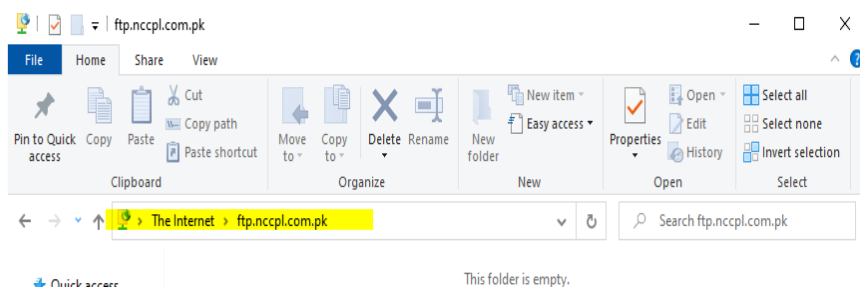 ftp.nccpl.com.pk
File Home Share View
Pin to Quick access
Copy
Paste
Cut
Copy path
Paste shortcut
Clipboard
Move to
Copy to
Delete
Rename
Organize
New folder
New item
Easy access
New
Properties
Open
Edit
History
Open
Select all
Select none
Invert selection
Select
The Internet › ftp.nccpl.com.pk
Search ftp.nccpl.com.pk
Quick access
This folder is empty.